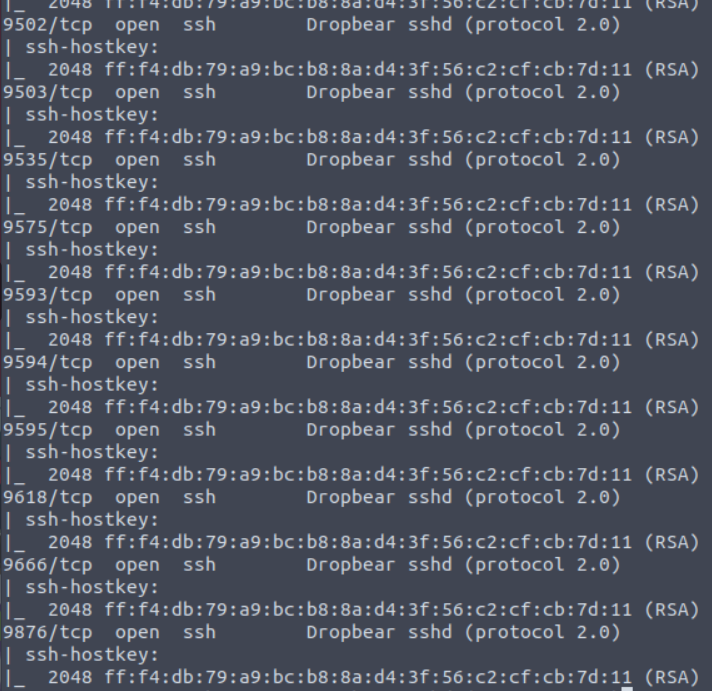 |_  2048 ff:f4:db:79:a9:bc:b8:8a:d4:3f:56:c2:cf:cb:7d:11 (RSA)
9502/tcp  open  ssh        Dropbear sshd (protocol 2.0)
| ssh-hostkey:
|_  2048 ff:f4:db:79:a9:bc:b8:8a:d4:3f:56:c2:cf:cb:7d:11 (RSA)
9503/tcp  open  ssh        Dropbear sshd (protocol 2.0)
| ssh-hostkey:
|_  2048 ff:f4:db:79:a9:bc:b8:8a:d4:3f:56:c2:cf:cb:7d:11 (RSA)
9535/tcp  open  ssh        Dropbear sshd (protocol 2.0)
| ssh-hostkey:
|_  2048 ff:f4:db:79:a9:bc:b8:8a:d4:3f:56:c2:cf:cb:7d:11 (RSA)
9575/tcp  open  ssh        Dropbear sshd (protocol 2.0)
| ssh-hostkey:
|_  2048 ff:f4:db:79:a9:bc:b8:8a:d4:3f:56:c2:cf:cb:7d:11 (RSA)
9593/tcp  open  ssh        Dropbear sshd (protocol 2.0)
| ssh-hostkey:
|_  2048 ff:f4:db:79:a9:bc:b8:8a:d4:3f:56:c2:cf:cb:7d:11 (RSA)
9594/tcp  open  ssh        Dropbear sshd (protocol 2.0)
| ssh-hostkey:
|_  2048 ff:f4:db:79:a9:bc:b8:8a:d4:3f:56:c2:cf:cb:7d:11 (RSA)
9595/tcp  open  ssh        Dropbear sshd (protocol 2.0)
| ssh-hostkey:
|_  2048 ff:f4:db:79:a9:bc:b8:8a:d4:3f:56:c2:cf:cb:7d:11 (RSA)
9618/tcp  open  ssh        Dropbear sshd (protocol 2.0)
| ssh-hostkey:
|_  2048 ff:f4:db:79:a9:bc:b8:8a:d4:3f:56:c2:cf:cb:7d:11 (RSA)
9666/tcp  open  ssh        Dropbear sshd (protocol 2.0)
| ssh-hostkey:
|_  2048 ff:f4:db:79:a9:bc:b8:8a:d4:3f:56:c2:cf:cb:7d:11 (RSA)
9876/tcp  open  ssh        Dropbear sshd (protocol 2.0)
| ssh-hostkey:
|_  2048 ff:f4:db:79:a9:bc:b8:8a:d4:3f:56:c2:cf:cb:7d:11 (RSA)